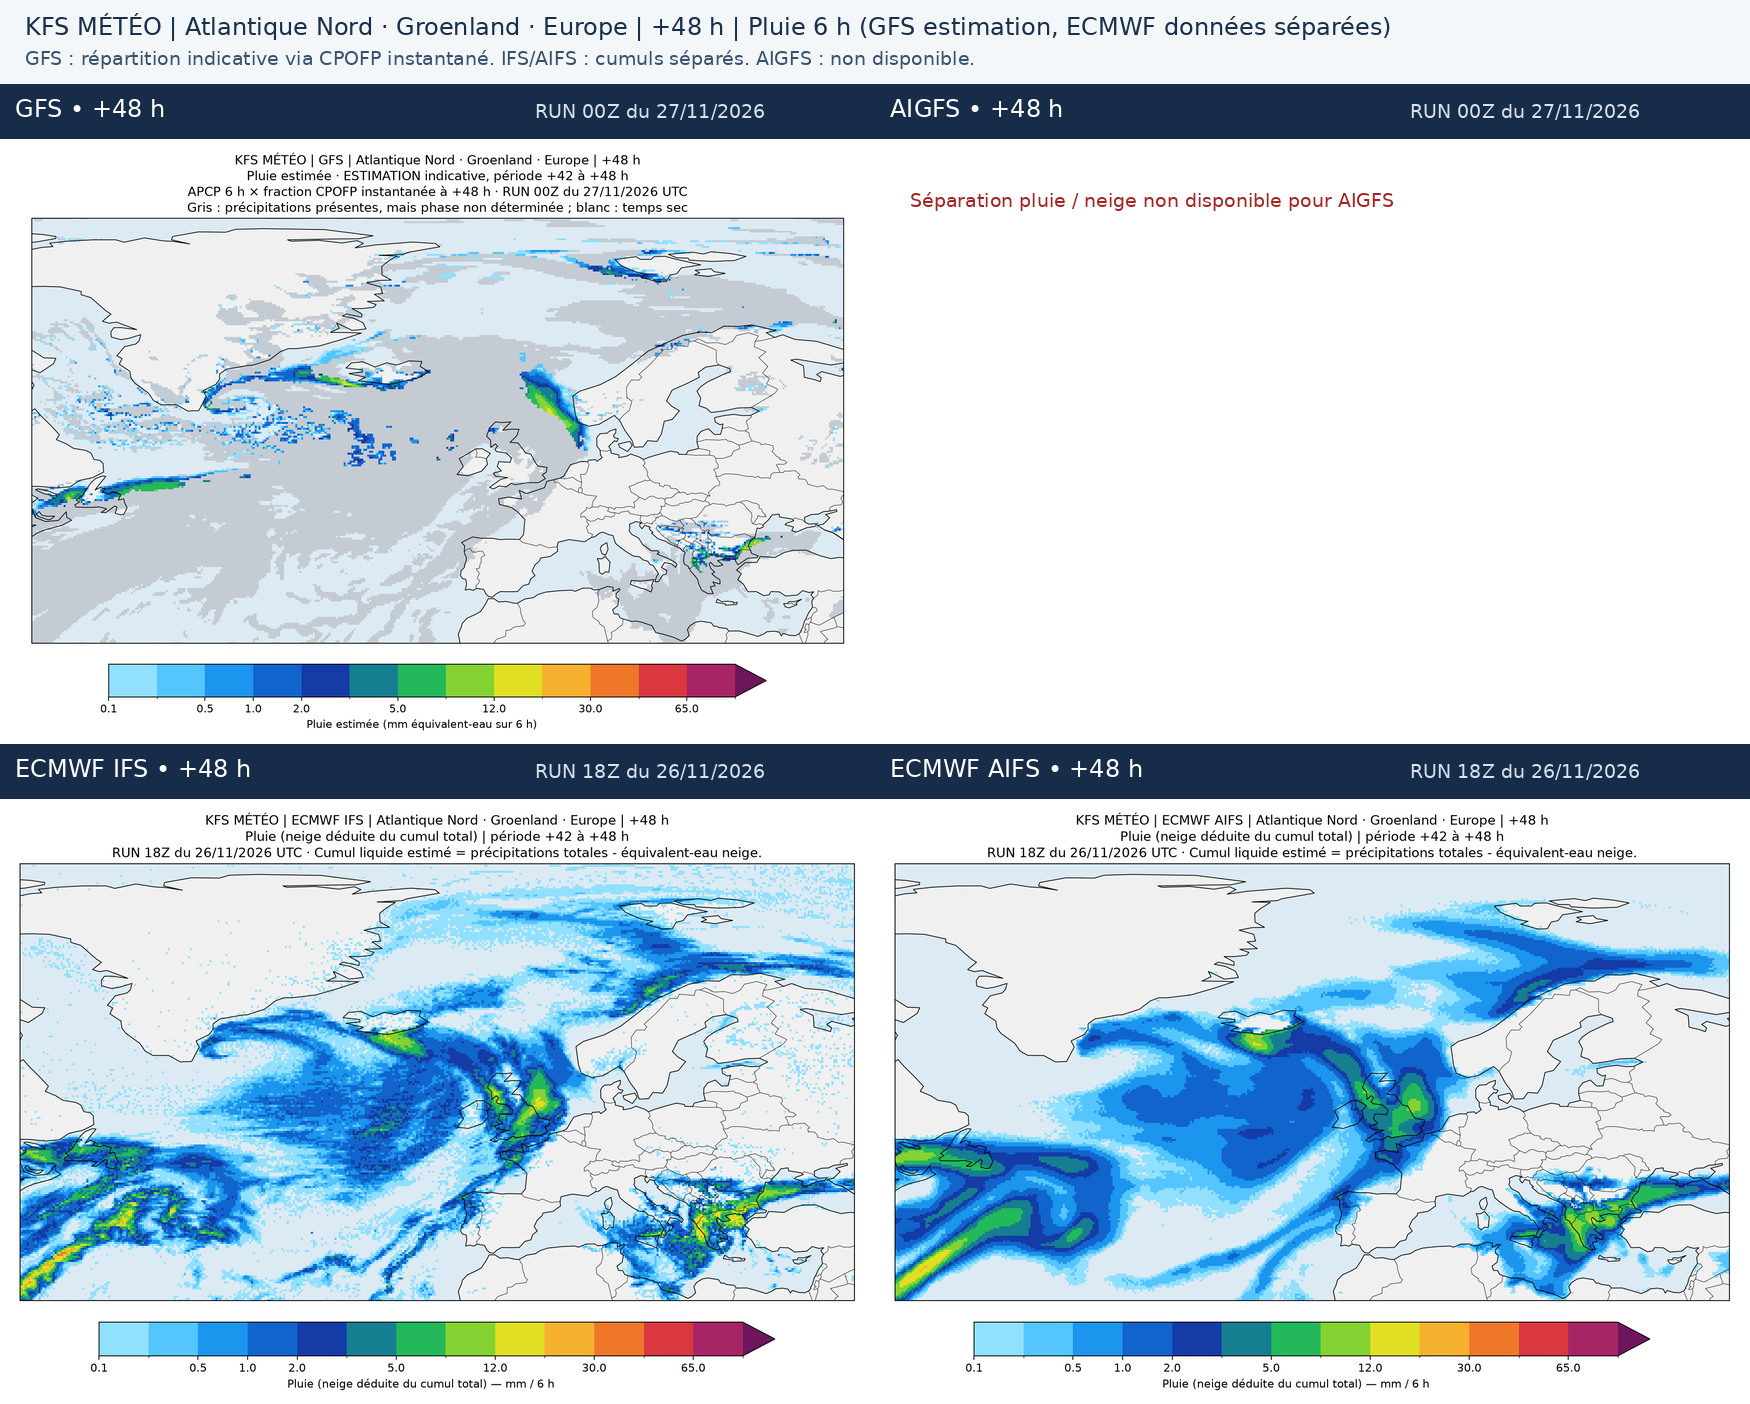 KFS MÉTÉO | Atlantique Nord · Groenland · Europe | +48 h | Pluie 6 h (GFS estimation, ECMWF données séparées)
GFS : répartition indicative via CPOFP instantané. IFS/AIFS : cumuls séparés. AIGFS : non disponible.
GFS • +48 h
RUN 00Z du 27/11/2026
AIGFS • +48 h
RUN 00Z du 27/11/2026
KFS MÉTÉO | GFS | Atlantique Nord · Groenland · Europe | +48 h
Pluie estimée · ESTIMATION indicative, période +42 à +48 h
APCP 6 h × fraction CPOFP instantanée à +48 h · RUN 00Z du 27/11/2026 UTC
Gris : précipitations présentes, mais phase non déterminée ; blanc : temps sec
Séparation pluie / neige non disponible pour AIGFS
0.1 0.5 1.0 2.0 5.0 12.0 30.0 65.0
Pluie estimée (mm équivalent-eau sur 6 h)
ECMWF IFS • +48 h
RUN 18Z du 26/11/2026
ECMWF AIFS • +48 h
RUN 18Z du 26/11/2026
KFS MÉTÉO | ECMWF IFS | Atlantique Nord · Groenland · Europe | +48 h
Pluie (neige déduite du cumul total) | période +42 à +48 h
RUN 18Z du 26/11/2026 UTC · Cumul liquide estimé = précipitations totales - équivalent-eau neige.
0.1 0.5 1.0 2.0 5.0 12.0 30.0 65.0
Pluie (neige déduite du cumul total) — mm / 6 h
KFS MÉTÉO | ECMWF AIFS | Atlantique Nord · Groenland · Europe | +48 h
Pluie (neige déduite du cumul total) | période +42 à +48 h
RUN 18Z du 26/11/2026 UTC · Cumul liquide estimé = précipitations totales - équivalent-eau neige.
0.1 0.5 1.0 2.0 5.0 12.0 30.0 65.0
Pluie (neige déduite du cumul total) — mm / 6 h